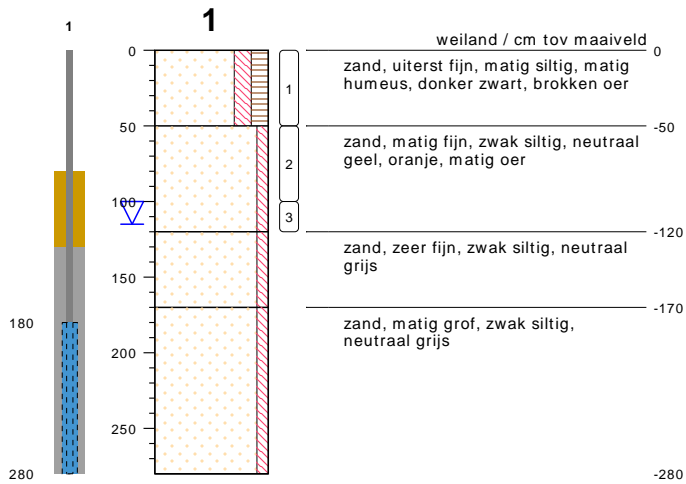 1
1
weiland / cm tov maaiveld
0
0
zand, uiterst fijn, matig siltig, matig
humeus, donker zwart, brokken oer
1
50
-50
zand, matig fijn, zwak siltig, neutraal
geel, oranje, matig oer
2
100
3
-120
zand, zeer fijn, zwak siltig, neutraal
grijs
150
-170
180
zand, matig grof, zwak siltig,
neutraal grijs
200
250
280
-280